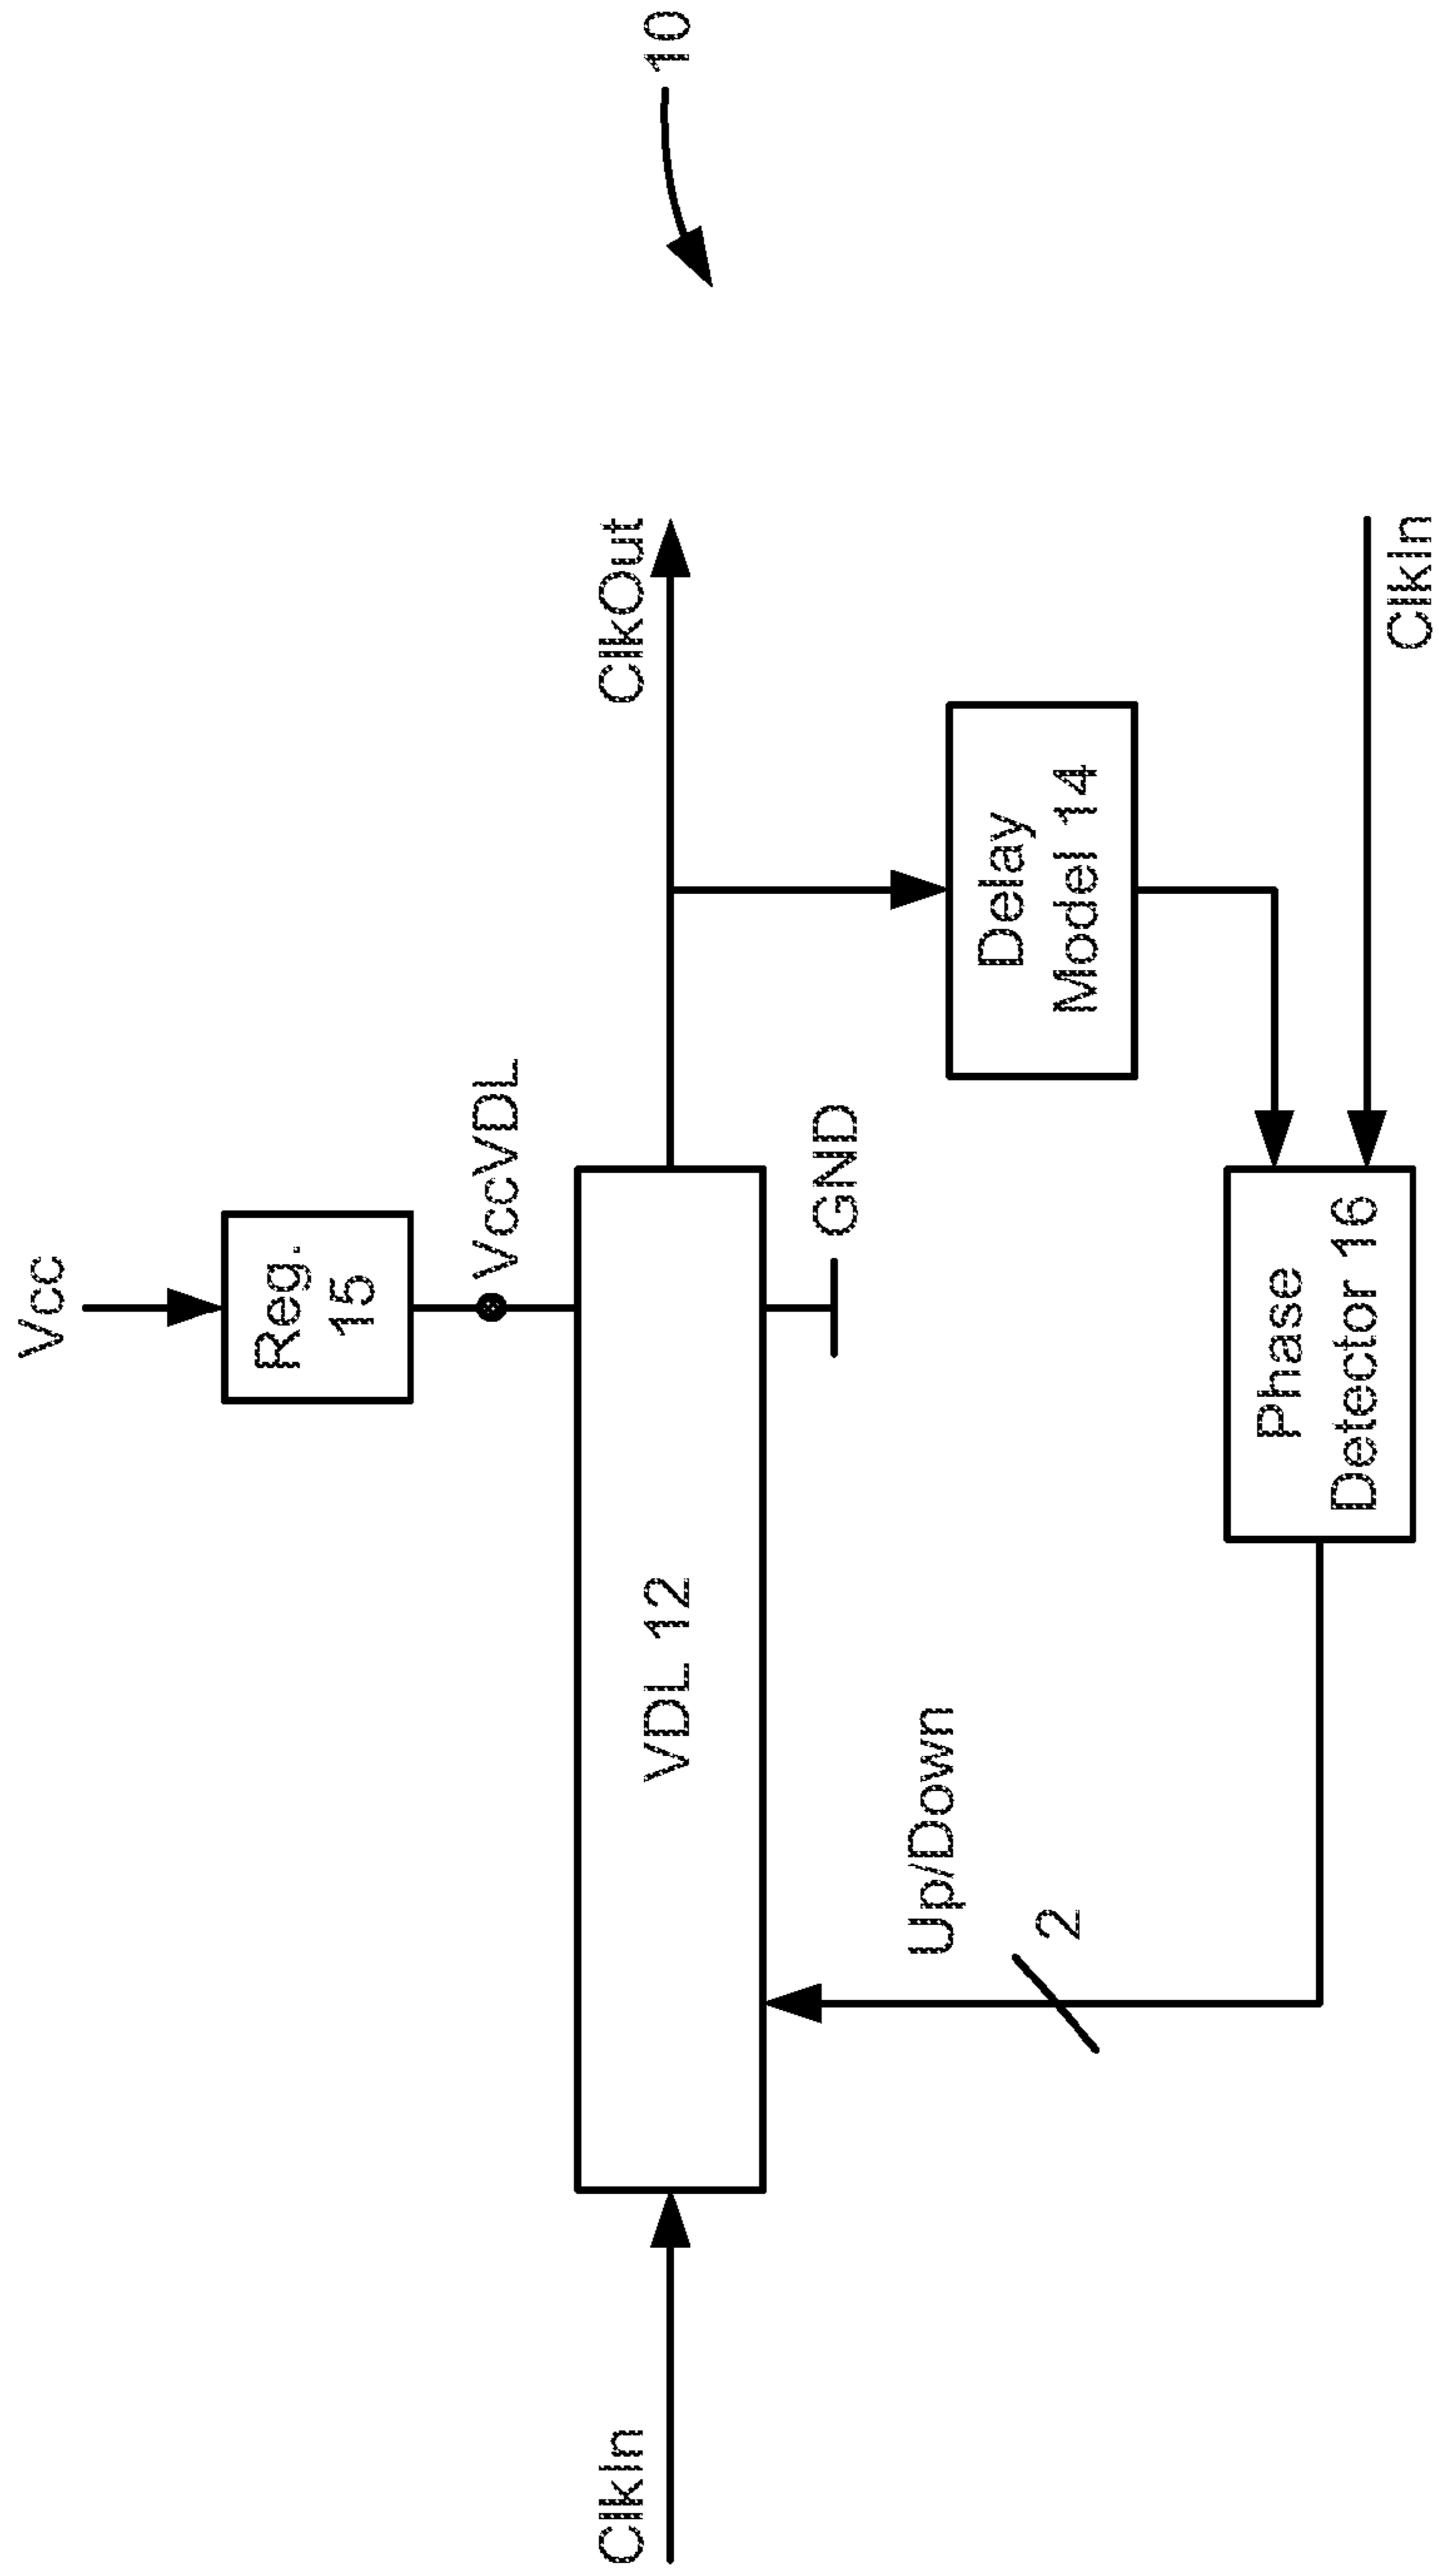 Vcc
Reg.
15
VccVDL
ClkIn
VDL 12
ClkOut
10
GND
Up/Down
2
Delay
Model 14
Phase
Detector 16
ClkIn